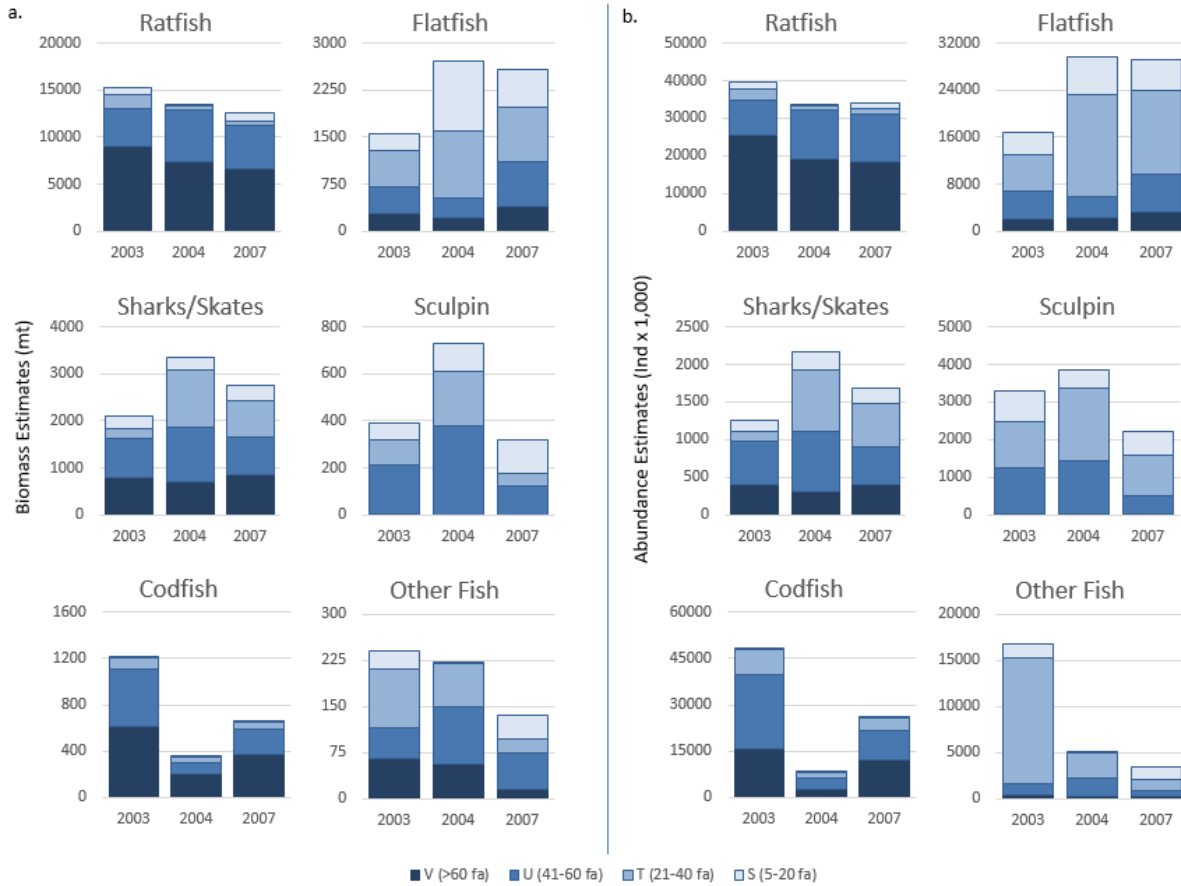 a.
Ratfish
20000
15000
10000
5000
0
2003 2004 2007
Flatfish
3000
2250
1500
750
0
2003 2004 2007
Biomass Estimates (mt)
Sharks/Skates
4000
3000
2000
1000
0
2003 2004 2007
Sculpin
800
600
400
200
0
2003 2004 2007
Codfish
1600
1200
800
400
0
2003 2004 2007
Other Fish
300
225
150
75
0
2003 2004 2007
b.
Ratfish
50000
40000
30000
20000
10000
0
2003 2004 2007
Flatfish
32000
24000
16000
8000
0
2003 2004 2007
Abundance Estimates (Ind x 1,000)
Sharks/Skates
2500
2000
1500
1000
500
0
2003 2004 2007
Sculpin
5000
4000
3000
2000
1000
0
2003 2004 2007
Codfish
60000
45000
30000
15000
0
2003 2004 2007
Other Fish
20000
15000
10000
5000
0
2003 2004 2007
V (>60 fa) U (41-60 fa) T (21-40 fa) S (5-20 fa)